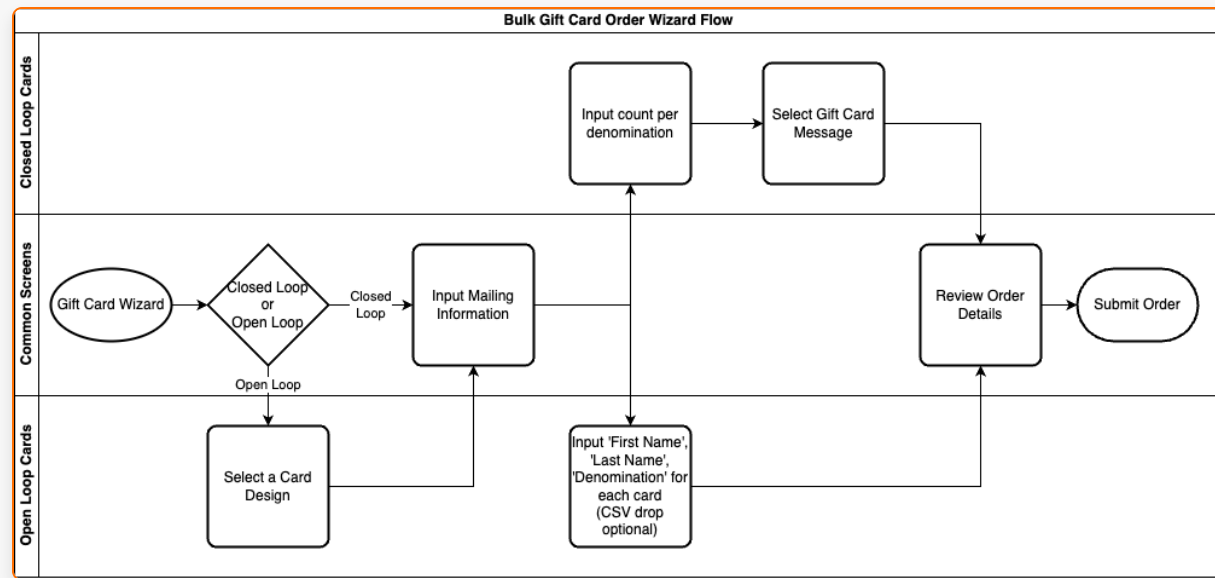 Bulk Gift Card Order Wizard Flow
Closed Loop Cards
Input count per
denomination
Select Gift Card
Message
Common Screens
Gift Card Wizard
Closed Loop
or
Open Loop
Closed
Loop
Input Mailing
Information
Review Order
Details
Submit Order
Open Loop
Open Loop Cards
Select a Card
Design
Input 'First Name',
'Last Name',
'Denomination' for
each card
(CSV drop
optional)